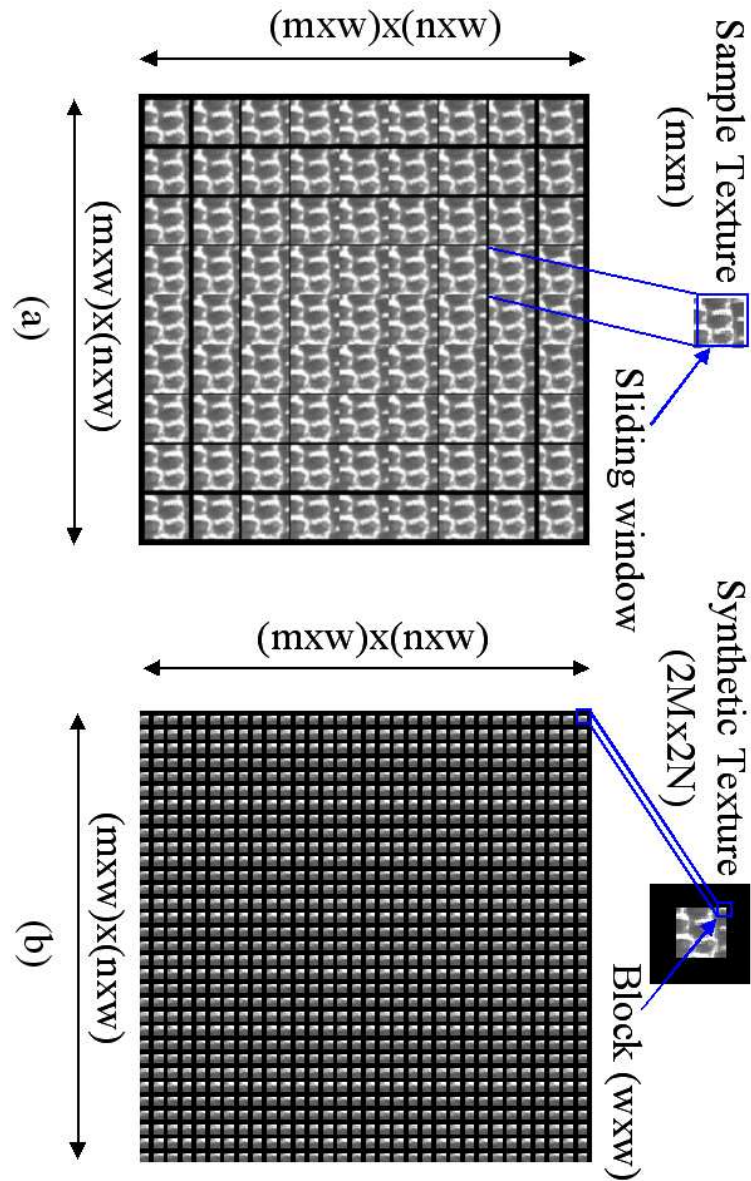 Sample Texture
(mxn)
Sliding window
(mxw)x(nxw)
(mxw)x(nxw)
(a)
Synthetic Texture
(2Mx2N)
Block (wxw)
(mxw)x(nxw)
(mxw)x(nxw)
(b)